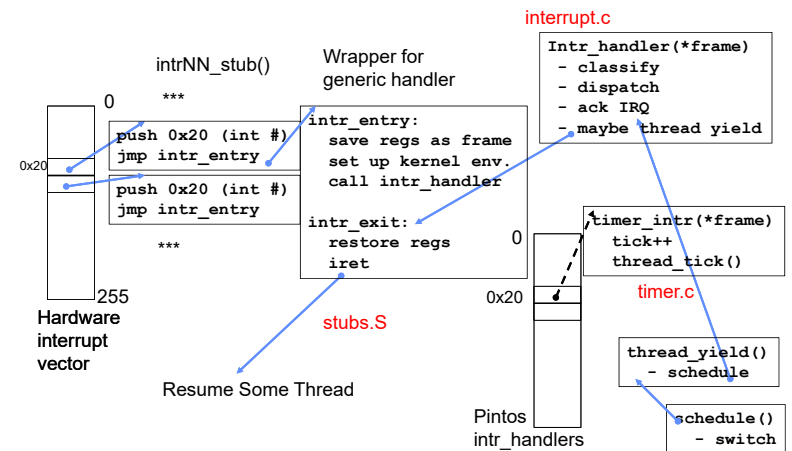 interrupt.c
Intr_handler(*frame)
- classify
- dispatch
- ack IRQ
- maybe thread yield
Wrapper for
generic handler
intrNN_stub()
***
0
0x20
255
Hardware
interrupt
vector
push 0x20 (int #)
jmp intr_entry
push 0x20 (int #)
jmp intr_entry
***
intr_entry:
save regs as frame
set up kernel env.
call intr_handler
intr_exit:
restore regs
iret
stubs.S
Resume Some Thread
0
0x20
Pintos
intr_handlers
timer_intr(*frame)
tick++
thread_tick()
timer.c
thread_yield()
- schedule
schedule()
- switch